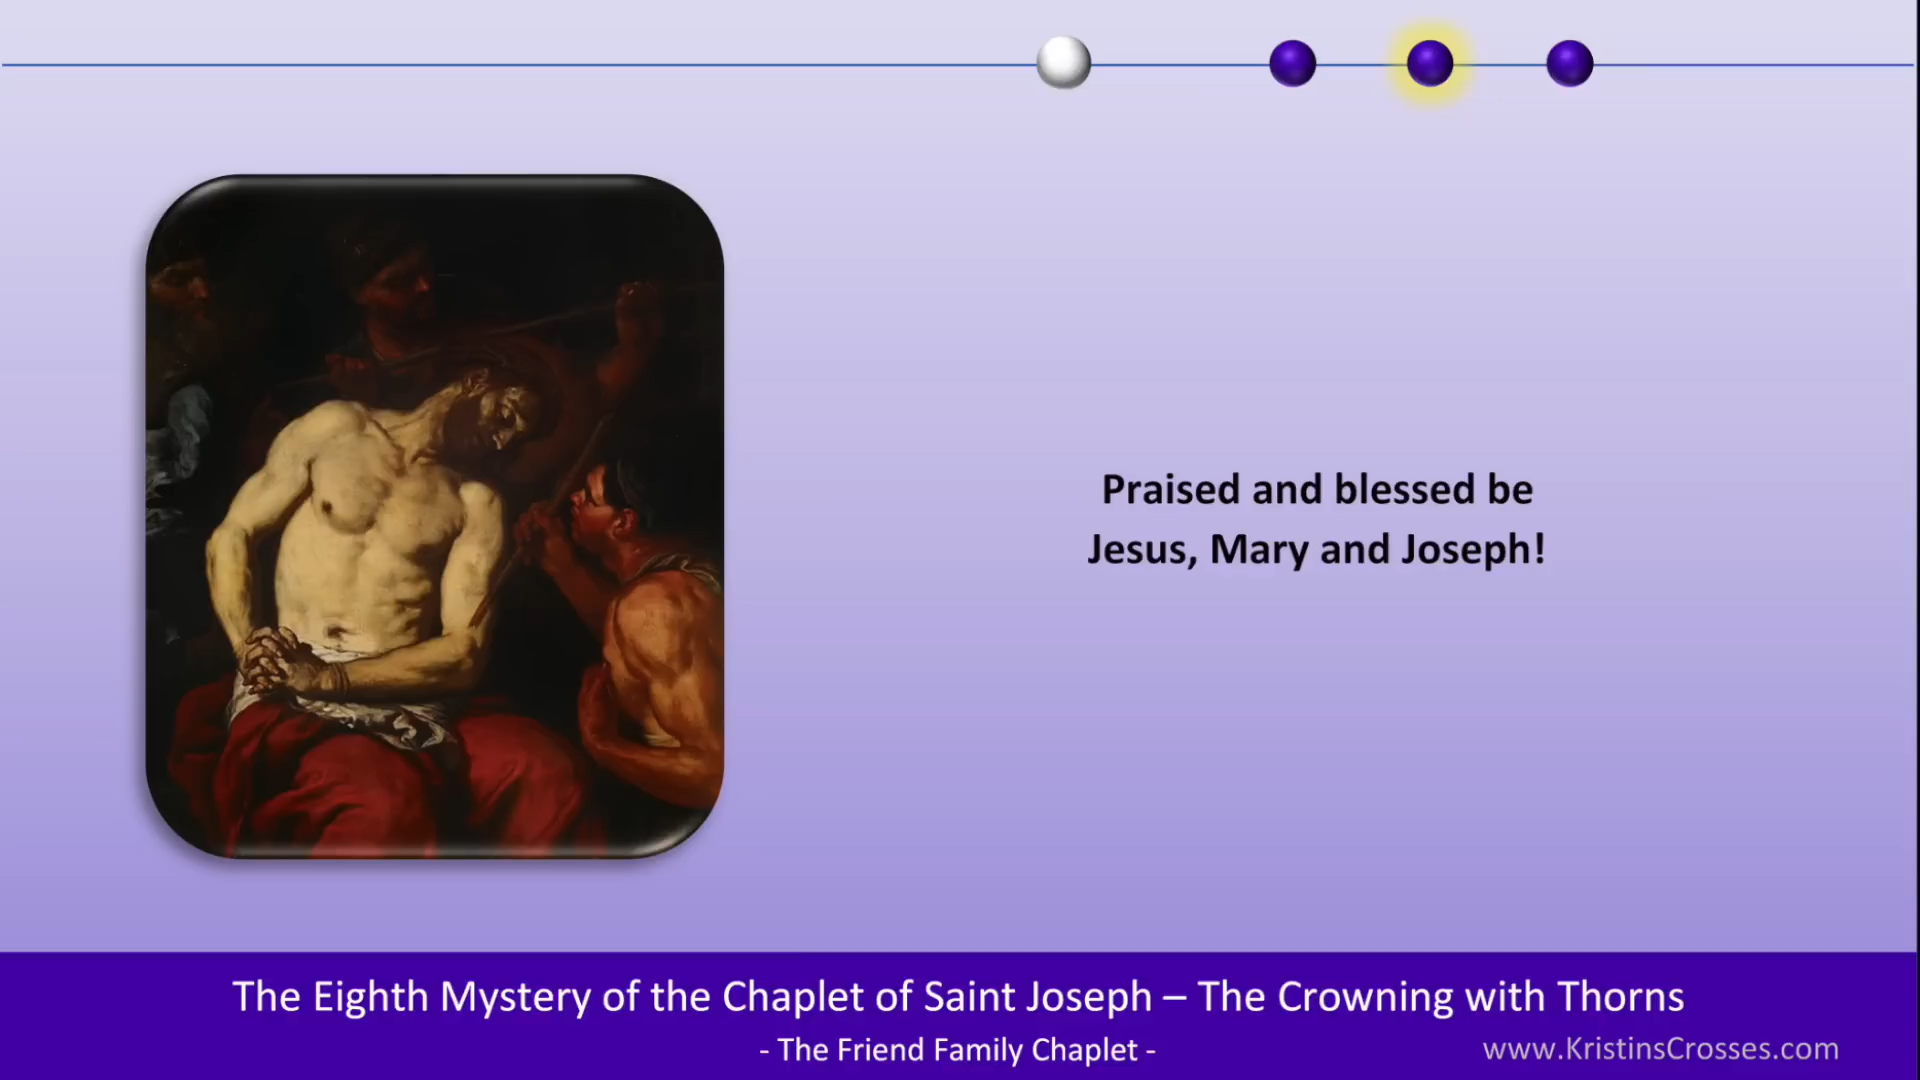 Praised and blessed be
Jesus, Mary and Joseph!
The Eighth Mystery of the Chaplet of Saint Joseph – The Crowning with Thorns
- The Friend Family Chaplet -
www.KristinsCrosses.com